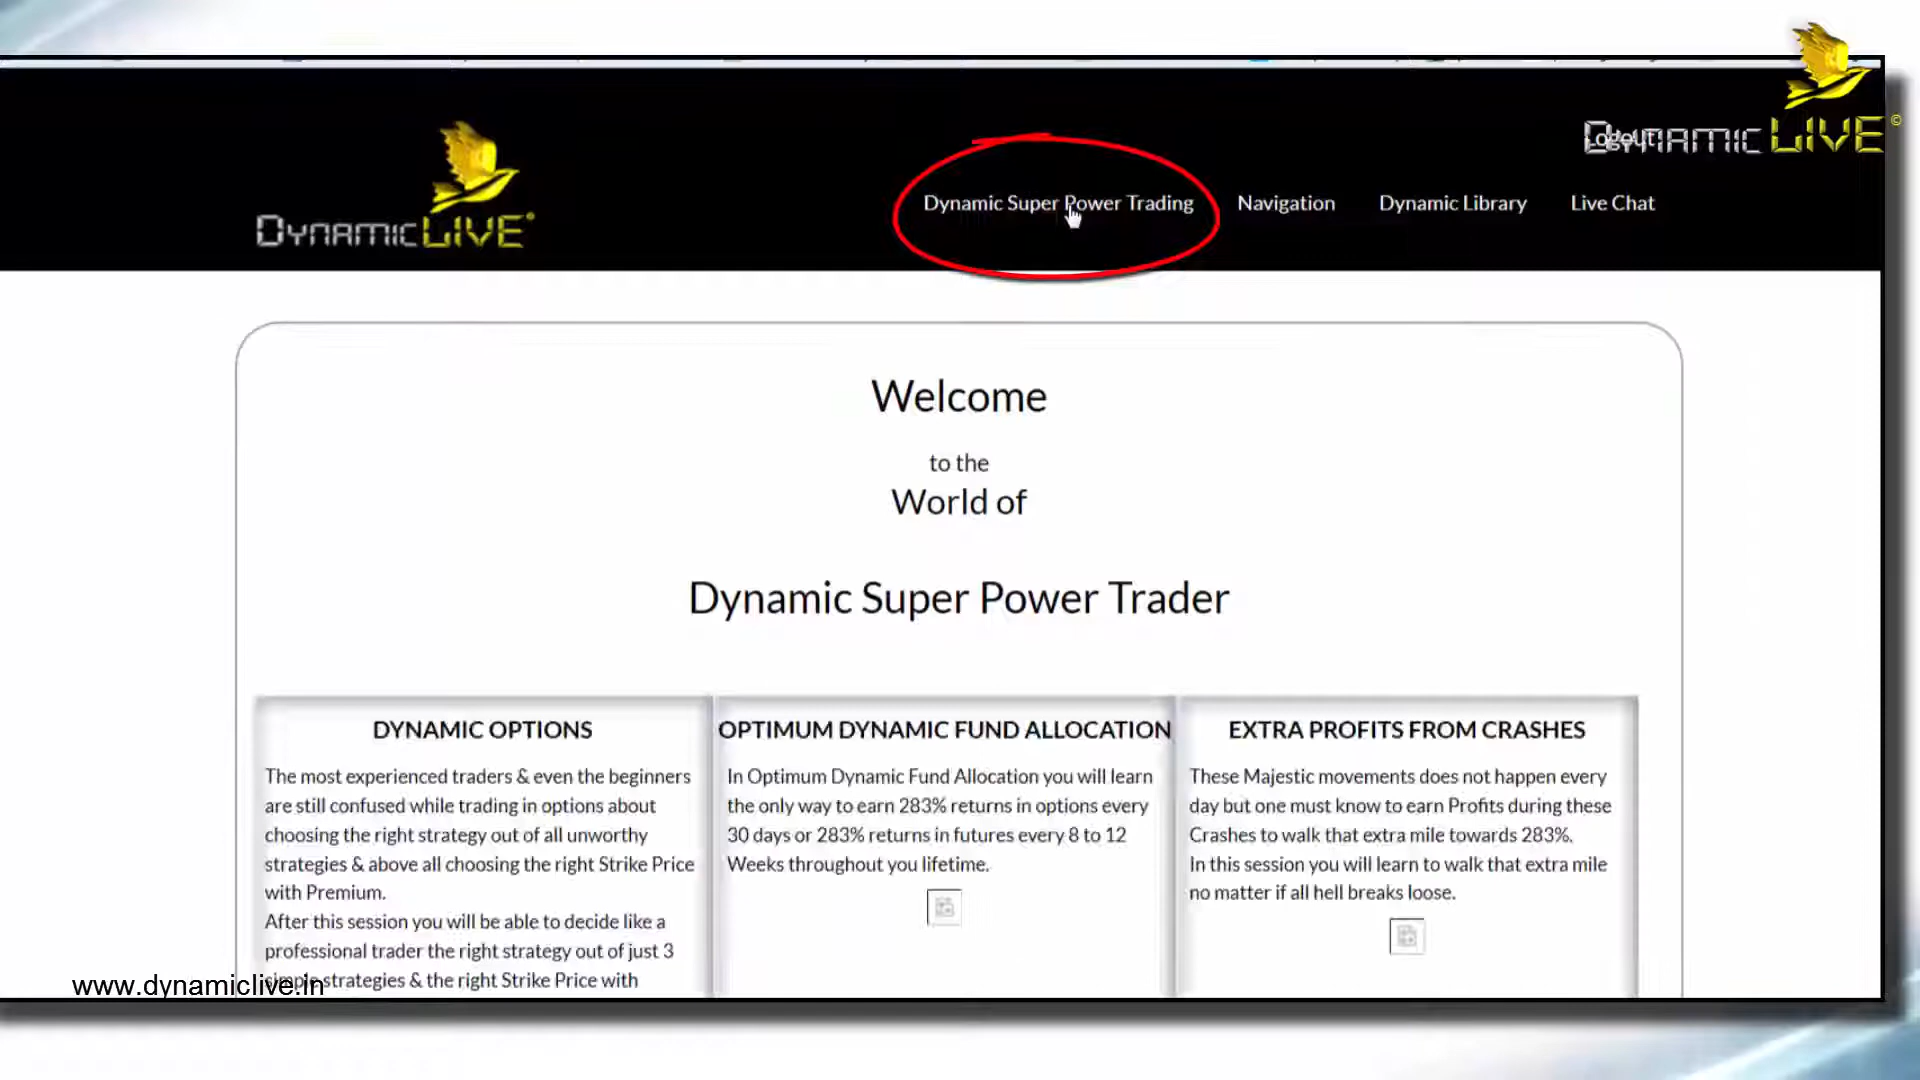 DYNAMIC LIVE
©
Logout
DYNAMIC LIVE
Dynamic Super Power Trading
Navigation
Dynamic Library
Live Chat
Welcome
to the
World of
Dynamic Super Power Trader
DYNAMIC OPTIONS
The most experienced traders & even the beginners
are still confused while trading in options about
choosing the right strategy out of all unworthy
strategies & above all choosing the right Strike Price
with Premium.
After this session you will be able to decide like a
professional trader the right strategy out of just 3
simple strategies & the right Strike Price with
OPTIMUM DYNAMIC FUND ALLOCATION
In Optimum Dynamic Fund Allocation you will learn
the only way to earn 283% returns in options every
30 days or 283% returns in futures every 8 to 12
Weeks throughout you lifetime.
EXTRA PROFITS FROM CRASHES
These Majestic movements does not happen every
day but one must know to earn Profits during these
Crashes to walk that extra mile towards 283%.
In this session you will learn to walk that extra mile
no matter if all hell breaks loose.
www.dynamiclive.in